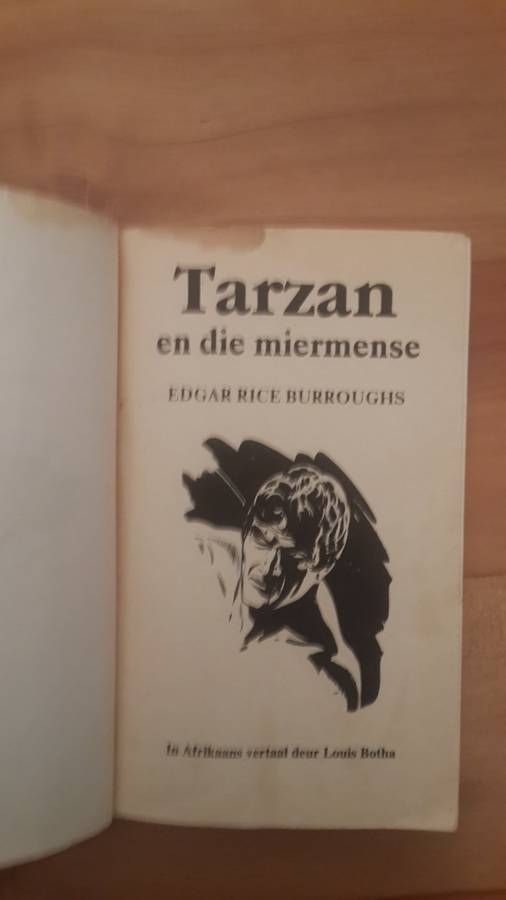 Tarzan
en die miermense
EDGAR RICE BURROUGHS
In Afrikaans vertaal deur Louis Botha